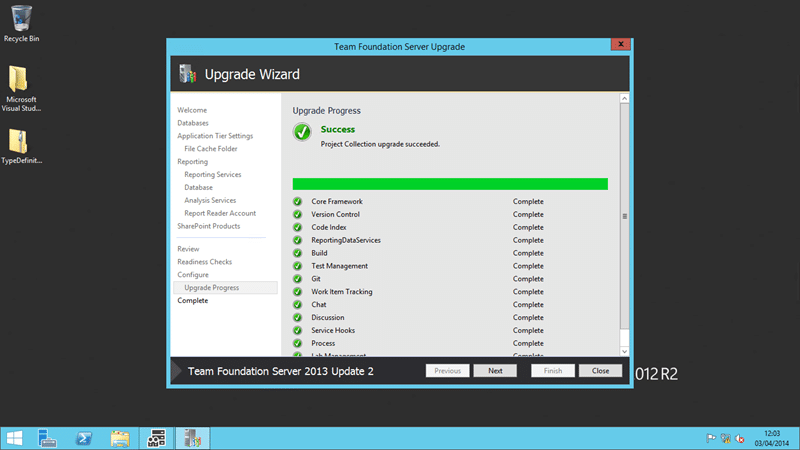 Recycle Bin
Microsoft
Visual Stud...
TypeDefinit...
Team Foundation Server Upgrade
x
Upgrade Wizard
Welcome
Databases
Application Tier Settings
File Cache Folder
Reporting
Reporting Services
Database
Analysis Services
Report Reader Account
SharePoint Products
Review
Readiness Checks
Configure
Upgrade Progress
Complete
Upgrade Progress
Success
Project Collection upgrade succeeded.
Core Framework Complete
Version Control Complete
Code Index Complete
ReportingDataServices Complete
Build Complete
Test Management Complete
Git Complete
Work Item Tracking Complete
Chat Complete
Discussion Complete
Service Hooks Complete
Process Complete
Lab Management Complete
Team Foundation Server 2013 Update 2
Previous
Next
Finish
Close
012 R2
12:03
03/04/2014